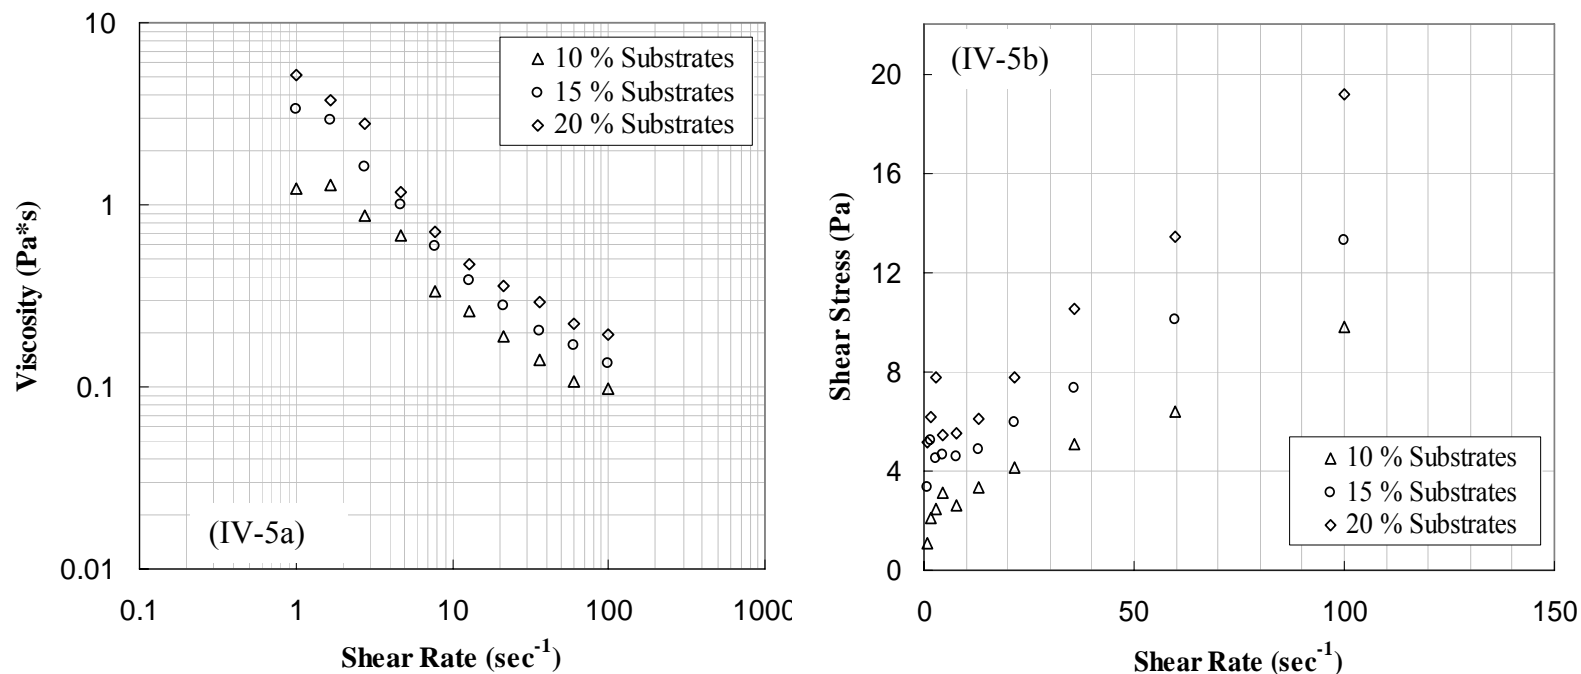 10
1
0.1
0.01
0.1
1
10
100
1000
Viscosity (Pa*s)
Shear Rate (sec-1)
10 % Substrates
15 % Substrates
20 % Substrates
(IV-5a)
20
16
12
8
4
0
0
50
100
150
Shear Stress (Pa)
Shear Rate (sec-1)
(IV-5b)
10 % Substrates
15 % Substrates
20 % Substrates